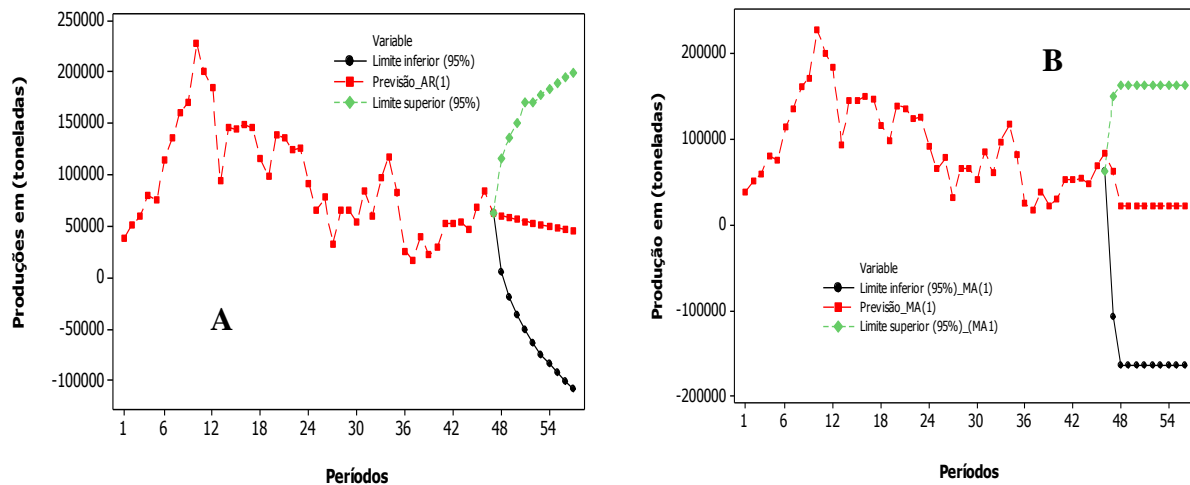 Produções em (toneladas)
250000
200000
150000
100000
50000
0
-50000
-100000
Variable
Limite inferior (95%)
Previsão_AR(1)
Limite superior (95%)
A
1 6 12 18 24 30 36 42 48 54
Períodos
Produção em (toneladas)
200000
100000
0
-100000
-200000
B
Variable
Limite inferior (95%)_MA(1)
Previsão_MA(1)
Limite superior (95%)_(MA1)
1 6 12 18 24 30 36 42 48 54
Períodos